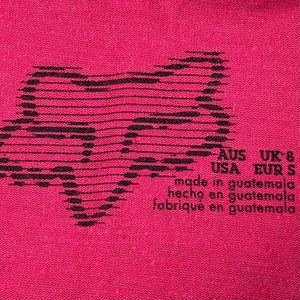 AUS UK 8
USA EUR S
made in guatemala
hecho en guatemala
fabrique en guatemala